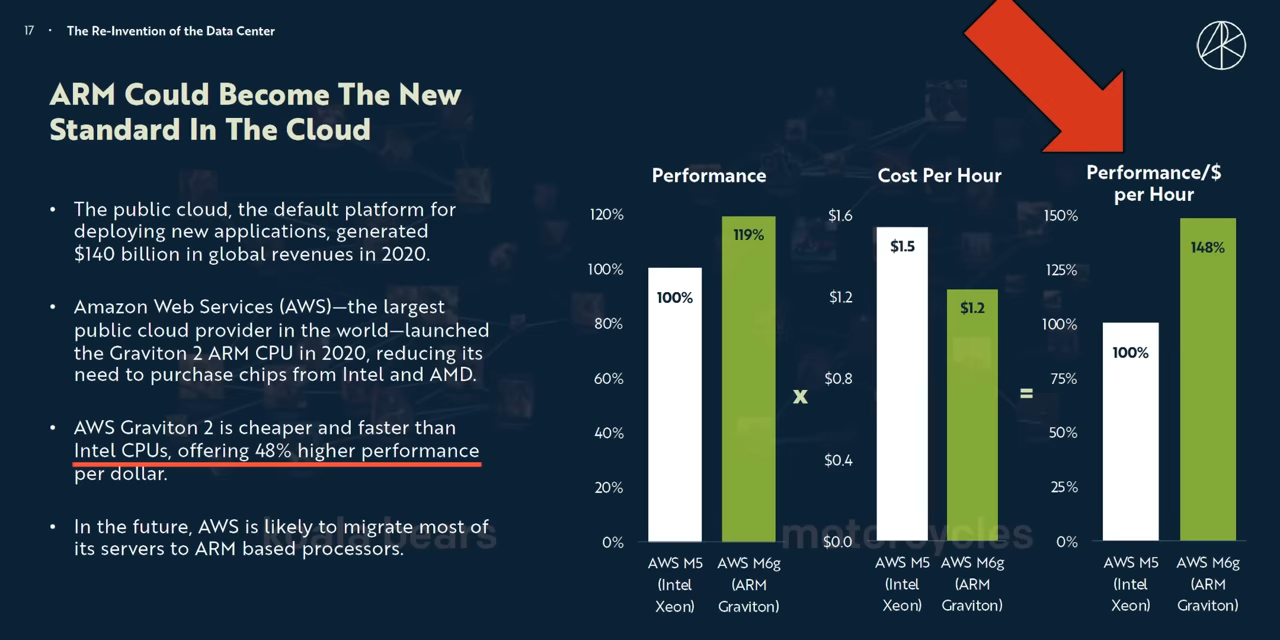 17 • The Re-Invention of the Data Center
ARM Could Become The New
Standard In The Cloud
• The public cloud, the default platform for
deploying new applications, generated
$140 billion in global revenues in 2020.
• Amazon Web Services (AWS)—the largest
public cloud provider in the world—launched
the Graviton 2 ARM CPU in 2020, reducing its
need to purchase chips from Intel and AMD.
• AWS Graviton 2 is cheaper and faster than
Intel CPUs, offering 48% higher performance
per dollar.
• In the future, AWS is likely to migrate most of
its servers to ARM based processors.
koala bears
motorcycles
Performance
120%
100%
80%
60%
40%
20%
0%
100%
119%
AWS M5
(Intel
Xeon)
AWS M6g
(ARM
Graviton)
x
Cost Per Hour
$1.6
$1.2
$0.8
$0.4
$0.0
$1.5
$1.2
AWS M5
(Intel
Xeon)
AWS M6g
(ARM
Graviton)
=
Performance/$
per Hour
150%
125%
100%
75%
50%
25%
0%
100%
148%
AWS M5
(Intel
Xeon)
AWS M6g
(ARM
Graviton)